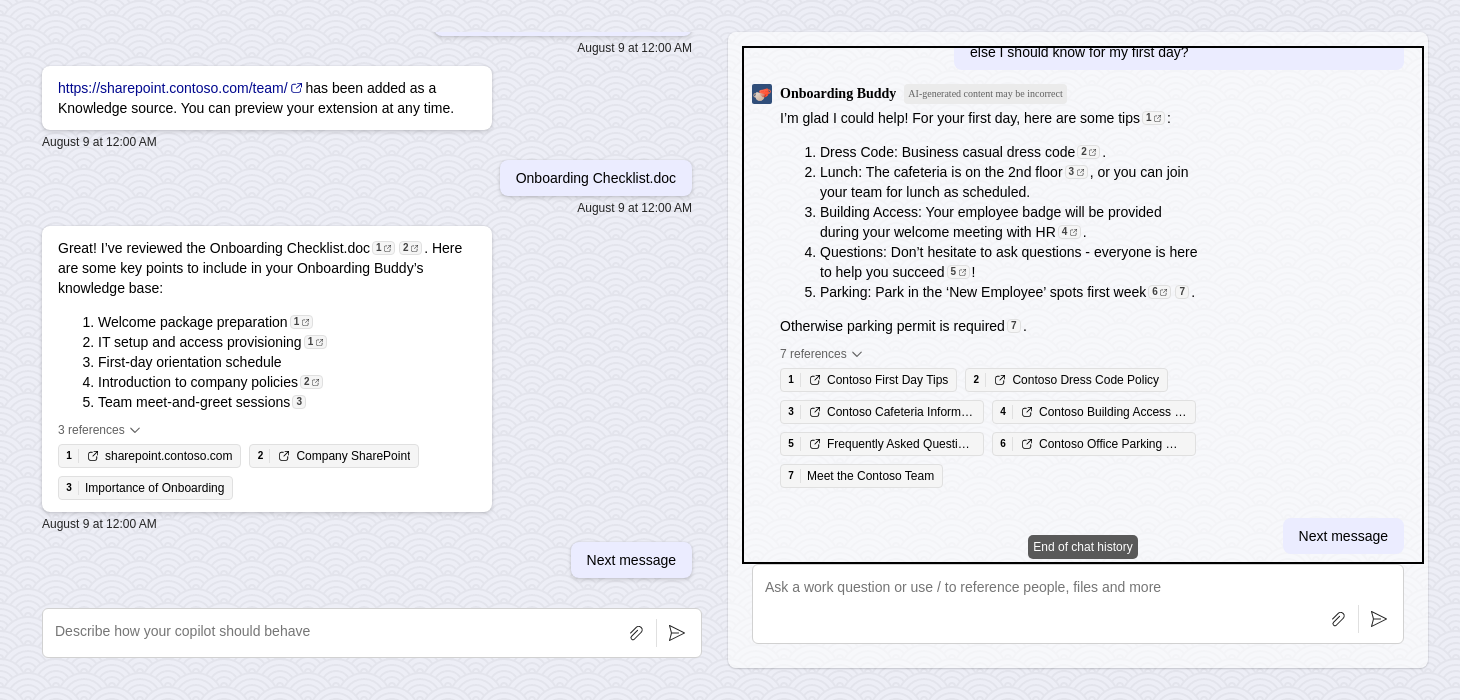 August 9 at 12:00 AM
https://sharepoint.contoso.com/team/ has been added as a
Knowledge source. You can preview your extension at any time.
August 9 at 12:00 AM
Onboarding Checklist.doc
August 9 at 12:00 AM
Great! I’ve reviewed the Onboarding Checklist.doc 1 2 . Here
are some key points to include in your Onboarding Buddy’s
knowledge base:
1. Welcome package preparation 1
2. IT setup and access provisioning 1
3. First-day orientation schedule
4. Introduction to company policies 2
5. Team meet-and-greet sessions 3
3 references
1 sharepoint.contoso.com 2 Company SharePoint
3 Importance of Onboarding
August 9 at 12:00 AM
Next message
Describe how your copilot should behave
else I should know for my first day?
Onboarding Buddy AI-generated content may be incorrect
I’m glad I could help! For your first day, here are some tips 1 :
1. Dress Code: Business casual dress code 2 .
2. Lunch: The cafeteria is on the 2nd floor 3 , or you can join
your team for lunch as scheduled.
3. Building Access: Your employee badge will be provided
during your welcome meeting with HR 4 .
4. Questions: Don’t hesitate to ask questions - everyone is here
to help you succeed 5 !
5. Parking: Park in the ‘New Employee’ spots first week 6 7 .
Otherwise parking permit is required 7 .
7 references
1 Contoso First Day Tips 2 Contoso Dress Code Policy
3 Contoso Cafeteria Inform… 4 Contoso Building Access …
5 Frequently Asked Questi… 6 Contoso Office Parking …
7 Meet the Contoso Team
Next message
End of chat history
Ask a work question or use / to reference people, files and more